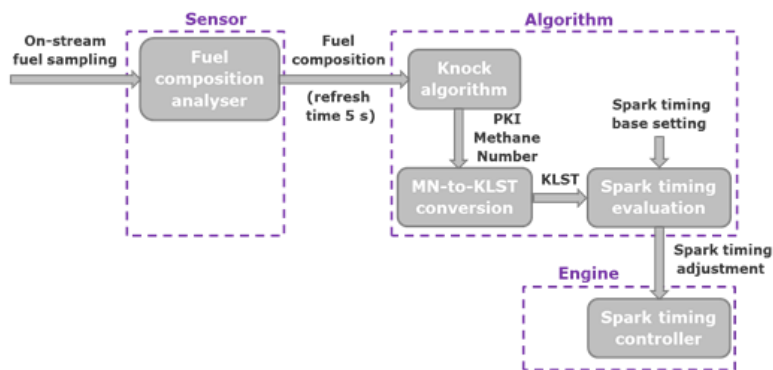 Sensor
Algorithm
On-stream
fuel sampling
Fuel
composition
analyser
Fuel
composition
(refresh
time 5 s)
Knock
algorithm
PKI
Methane
Number
Spark timing
base setting
MN-to-KLST
conversion
KLST
Spark timing
evaluation
Spark timing
adjustment
Engine
Spark timing
controller